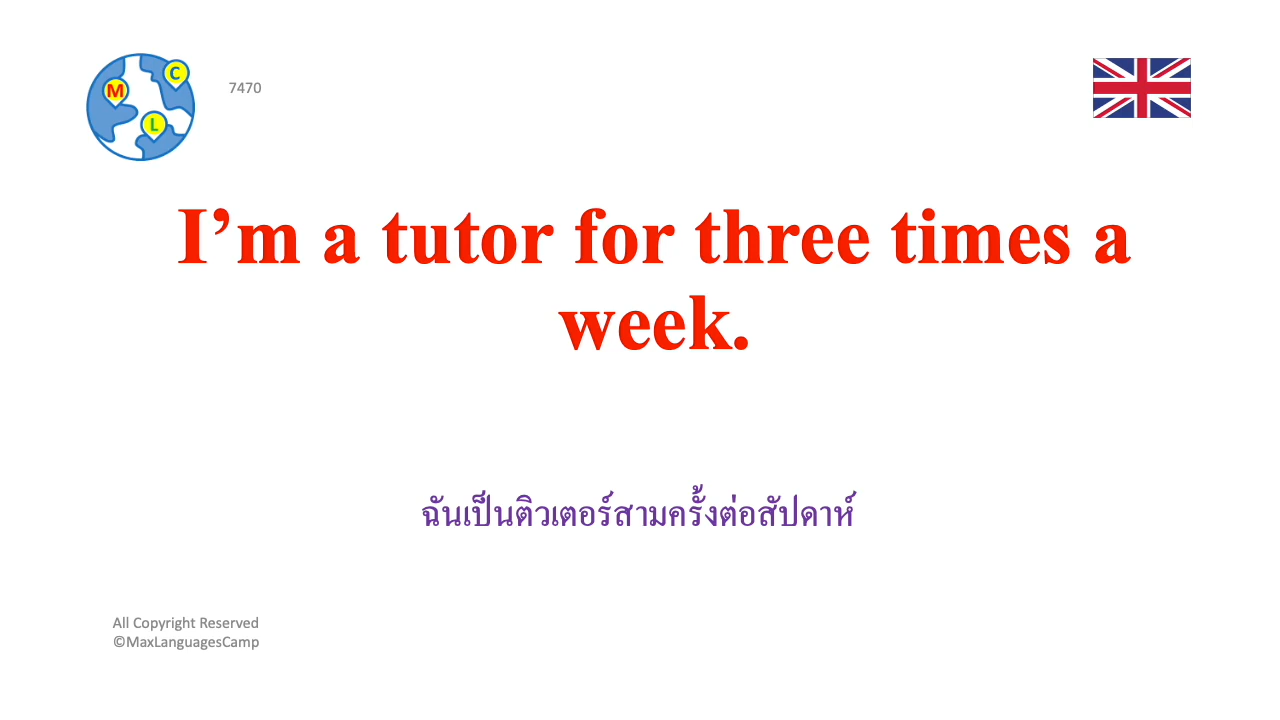 M
C
L
7470
I’m a tutor for three times a
week.
ฉันเป็นติวเตอร์สามครั้งต่อสัปดาห์
All Copyright Reserved
©MaxLanguagesCamp